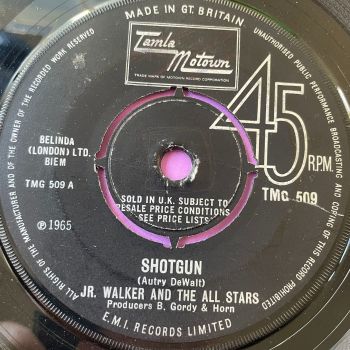 MADE IN GT. BRITAIN
ALL RIGHTS OF THE MANUFACTURER AND OF THE OWNER OF THE RECORDED WORK RESERVED
UNAUTHORISED PUBLIC PERFORMANCE BROADCASTING AND COPYING OF THIS RECORD PROHIBITED
Tamla
Motown
TRADE MARK OF MOTOWN RECORD CORPORATION
45
RPM.
BELINDA
(LONDON) LTD.
BIEM
TMG 509 A
TMG 509
SOLD IN U.K. SUBJECT TO
RESALE PRICE CONDITIONS
SEE PRICE LISTS
℗ 1965
SHOTGUN
(Autry DeWalt)
JR. WALKER AND THE ALL STARS
Producers B. Gordy & Horn
E.M.I. RECORDS LIMITED